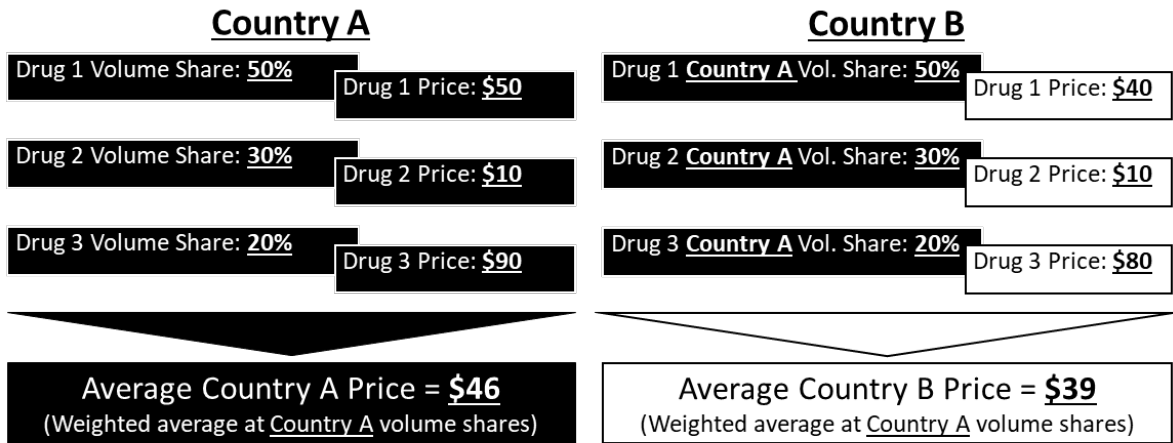 Country A
Drug 1 Volume Share: 50%
Drug 1 Price: $50
Drug 2 Volume Share: 30%
Drug 2 Price: $10
Drug 3 Volume Share: 20%
Drug 3 Price: $90
Average Country A Price = $46
(Weighted average at Country A volume shares)
Country B
Drug 1 Country A Vol. Share: 50%
Drug 1 Price: $40
Drug 2 Country A Vol. Share: 30%
Drug 2 Price: $10
Drug 3 Country A Vol. Share: 20%
Drug 3 Price: $80
Average Country B Price = $39
(Weighted average at Country A volume shares)